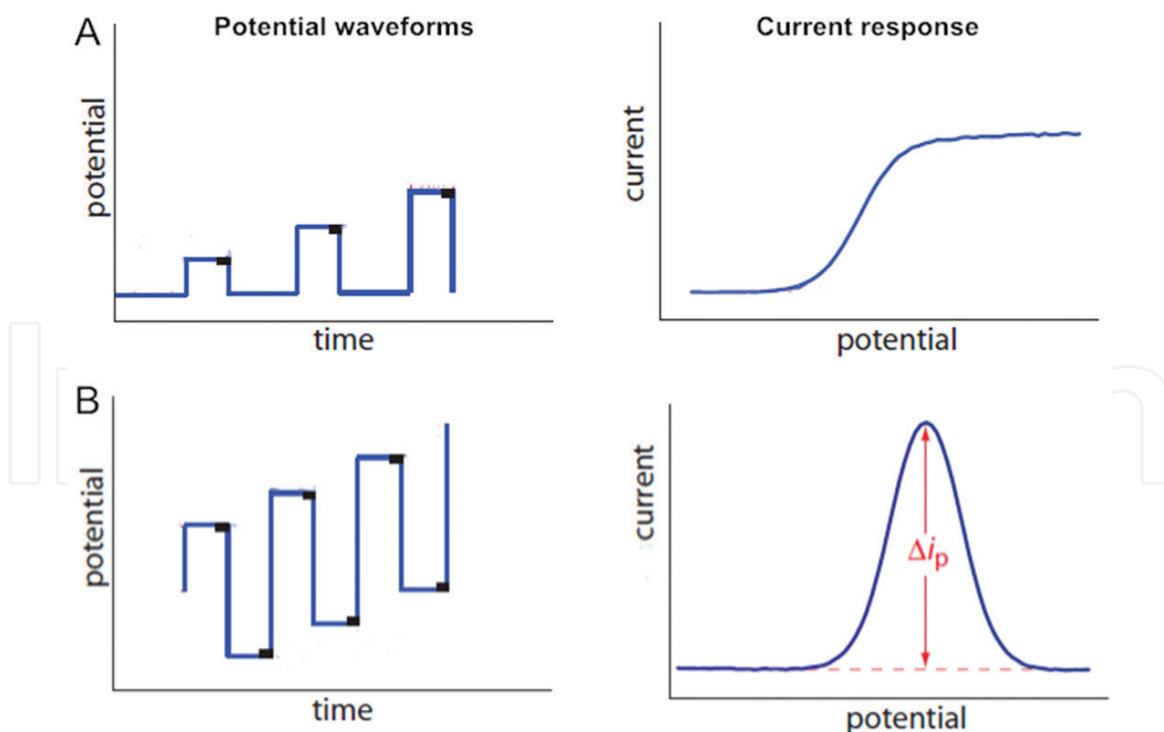 A
Potential waveforms
Current response
potential
time
current
potential
B
potential
time
current
Δip
potential